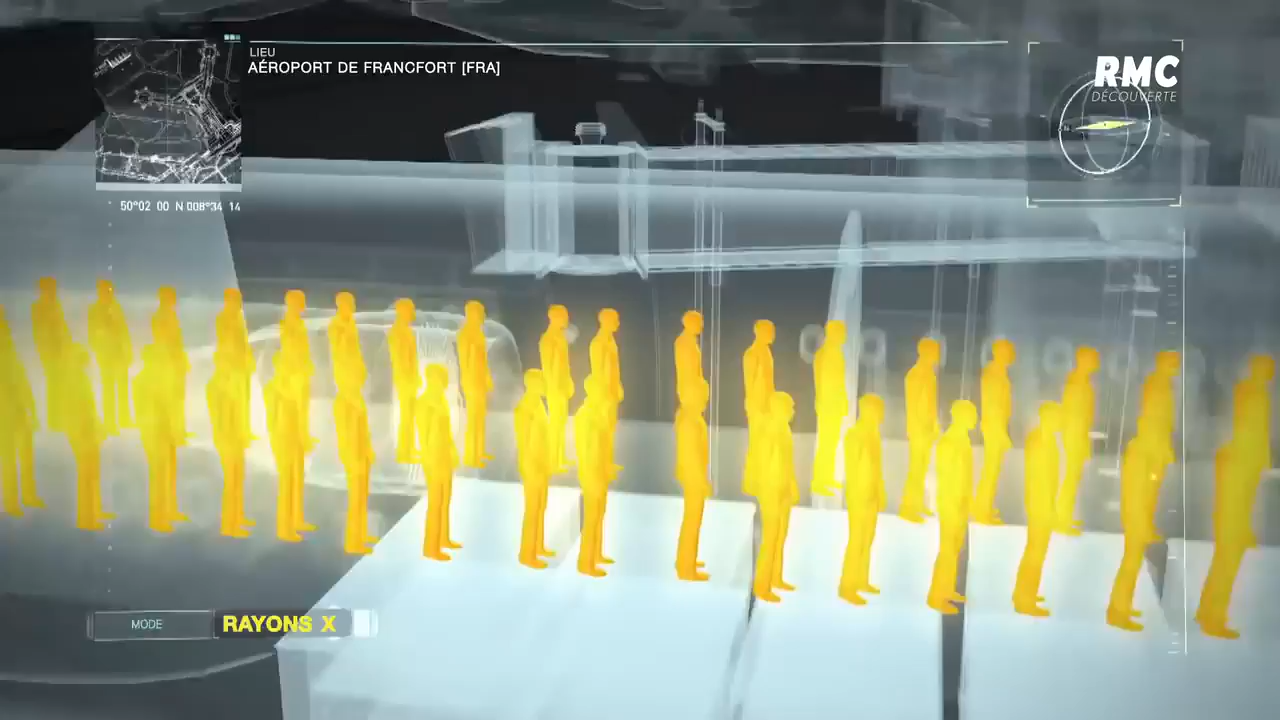 LIEU
AÉROPORT DE FRANCFORT [FRA]
RMC
DÉCOUVERTE
50°02 00 N 008°34 14
MODE
RAYONS X